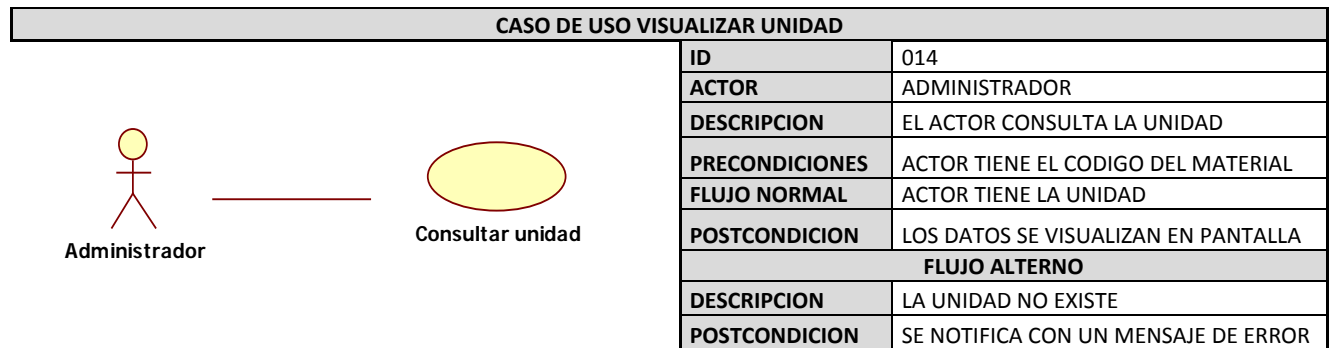 CASO DE USO VISUALIZAR UNIDAD
ID 014
ACTOR ADMINISTRADOR
DESCRIPCION EL ACTOR CONSULTA LA UNIDAD
PRECONDICIONES ACTOR TIENE EL CODIGO DEL MATERIAL
FLUJO NORMAL ACTOR TIENE LA UNIDAD
POSTCONDICION LOS DATOS SE VISUALIZAN EN PANTALLA
FLUJO ALTERNO
DESCRIPCION LA UNIDAD NO EXISTE
POSTCONDICION SE NOTIFICA CON UN MENSAJE DE ERROR
Administrador
Consultar unidad